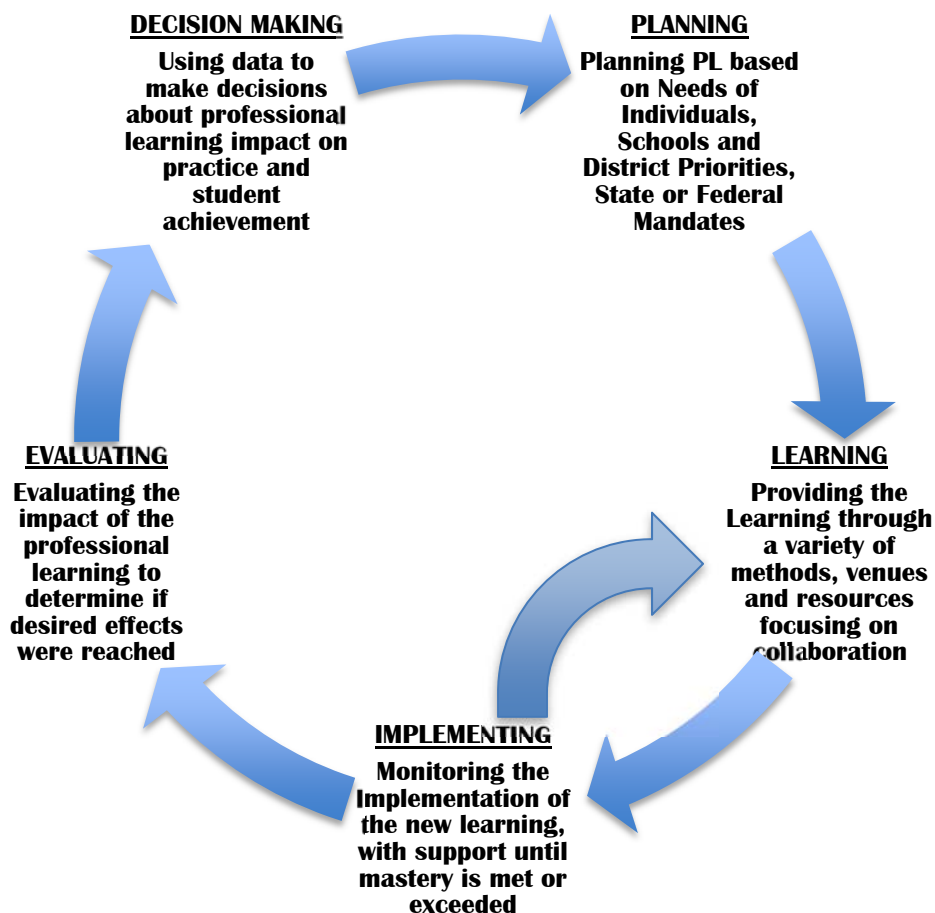 DECISION MAKING
Using data to
make decisions
about professional
learning impact on
practice and
student
achievement
PLANNING
Planning PL based
on Needs of
Individuals,
Schools and
District Priorities,
State or Federal
Mandates
LEARNING
Providing the
Learning through
a variety of
methods, venues
and resources
focusing on
collaboration
IMPLEMENTING
Monitoring the
Implementation of
the new learning,
with support until
mastery is met or
exceeded
EVALUATING
Evaluating the
impact of the
professional
learning to
determine if
desired effects
were reached